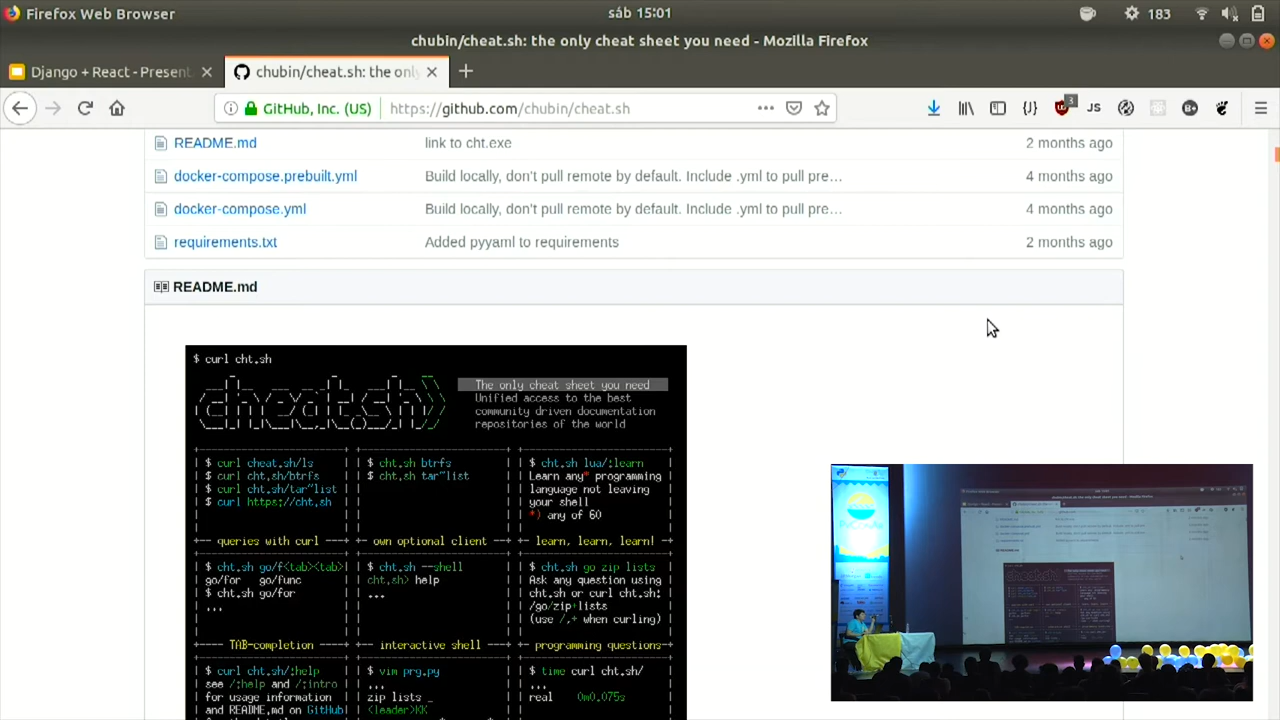 Firefox Web Browser
sáb 15:01
183
chubin/cheat.sh: the only cheat sheet you need - Mozilla Firefox
Django + React - Present
chubin/cheat.sh: the only
GitHub, Inc. (US)
https://github.com/chubin/cheat.sh
3
JS
README.md link to cht.exe 2 months ago
docker-compose.prebuilt.yml Build locally, don't pull remote by default. Include .yml to pull pre… 4 months ago
docker-compose.yml Build locally, don't pull remote by default. Include .yml to pull pre… 4 months ago
requirements.txt Added pyyaml to requirements 2 months ago
README.md
$ curl cht.sh
cheat.sh
The only cheat sheet you need
Unified access to the best
community driven documentation
repositories of the world
$ curl cheat.sh/ls
$ curl cht.sh/btrfs
$ curl cht.sh/tar~list
$ curl https://cht.sh
queries with curl
$ cht.sh btrfs
$ cht.sh tar~list
own optional client
$ cht.sh lua/:learn
Learn any* programming
language not leaving
your shell
*) any of 60
learn, learn, learn!
$ cht.sh go/f<tab><tab>
go/for go/func
$ cht.sh go/for
...
TAB-completion
$ cht.sh --shell
cht.sh> help
...
interactive shell
$ cht.sh go zip lists
Ask any question using
cht.sh or curl cht.sh:
/go/zip+lists
(use /,+ when curling)
programming questions
$ curl cht.sh/:help
see /:help and /:intro
for usage information
and README.md on GitHub
$ vim prg.py
...
zip lists_
<leader>KK
$ time curl cht.sh/
...
real 0m0.075s